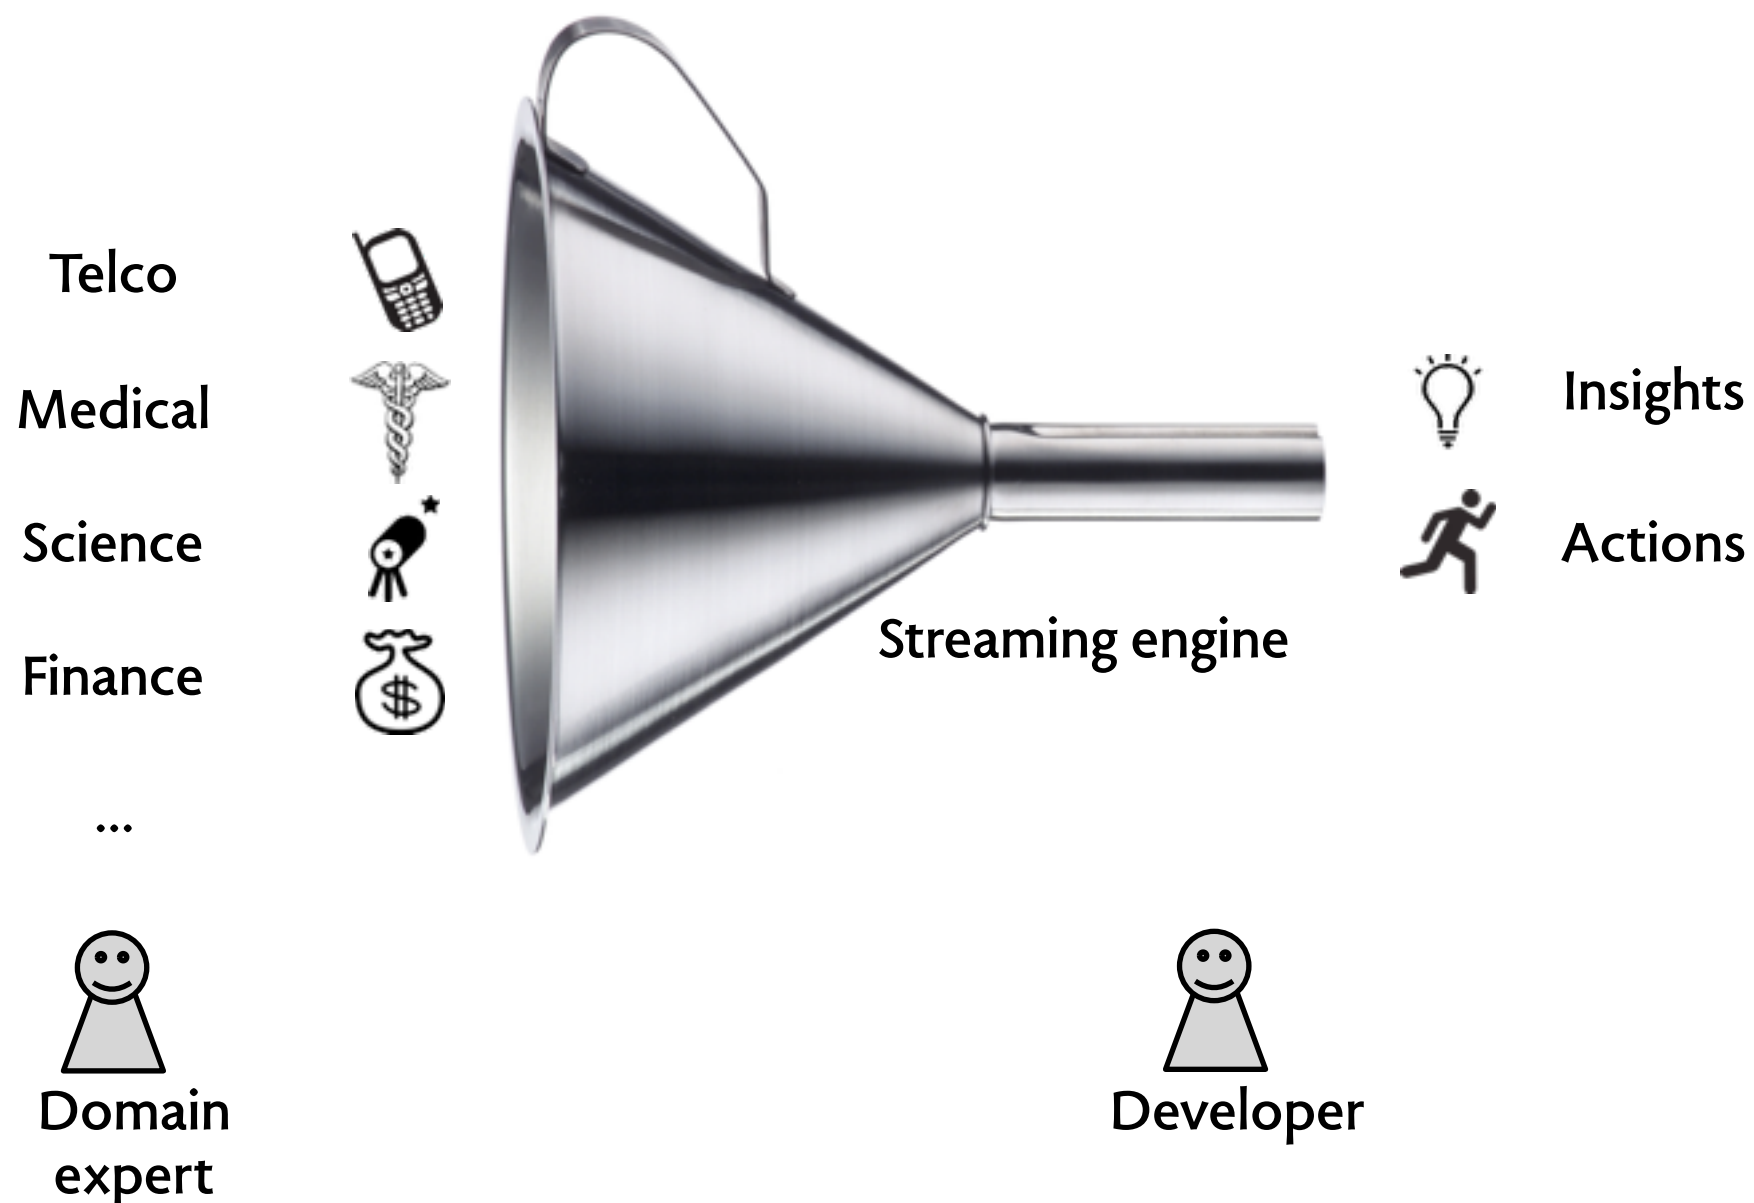 Telco
Medical
Science
Finance
...
Streaming engine
Insights
Actions
Domain
expert
Developer